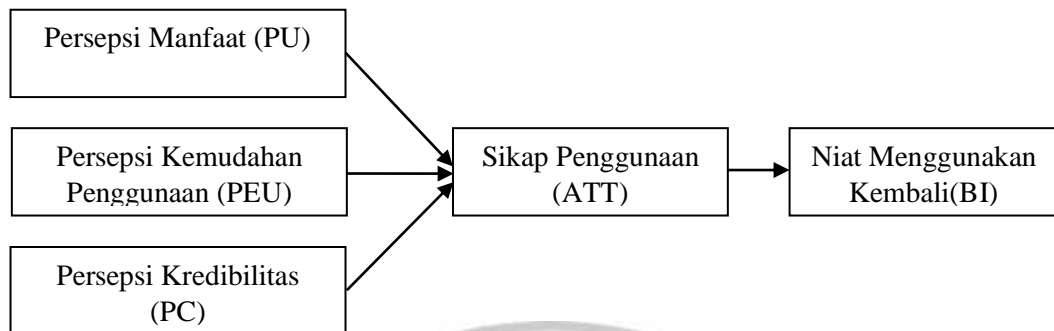 Persepsi Manfaat (PU)
Persepsi Kemudahan
Penggunaan (PEU)
Persepsi Kredibilitas
(PC)
Sikap Penggunaan
(ATT)
Niat Menggunakan
Kembali(BI)